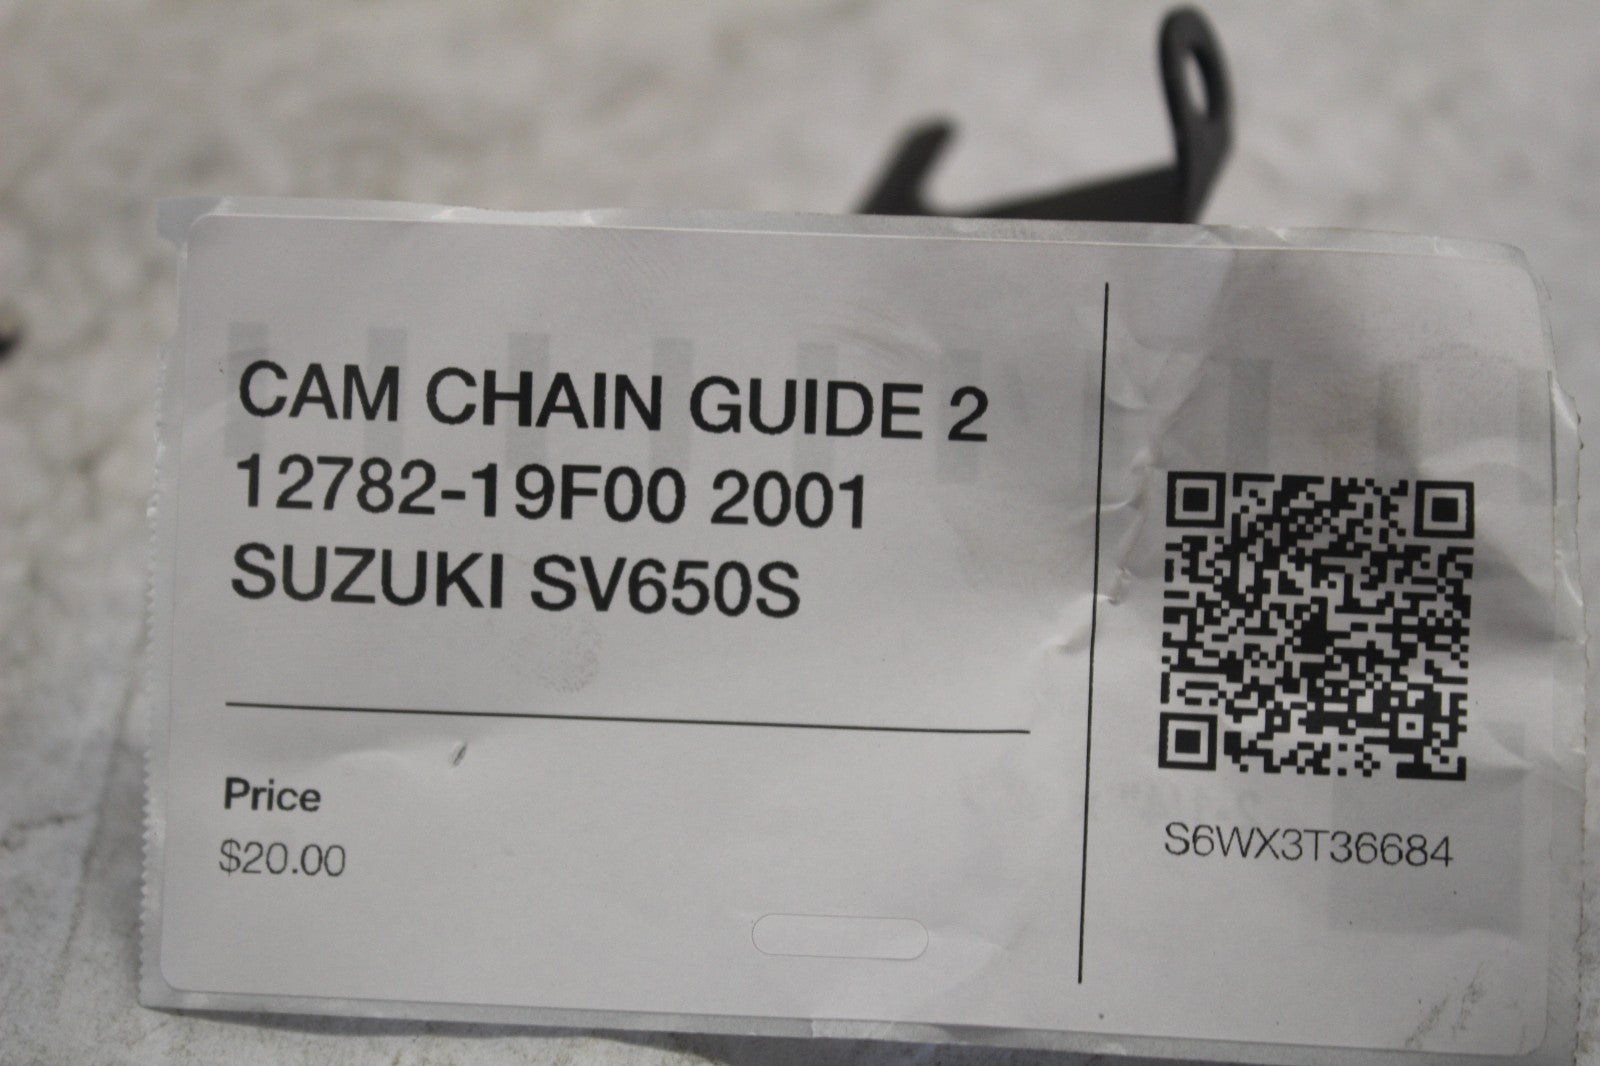 CAM CHAIN GUIDE 2
12782-19F00 2001
SUZUKI SV650S
Price
$20.00
S6WX3T36684